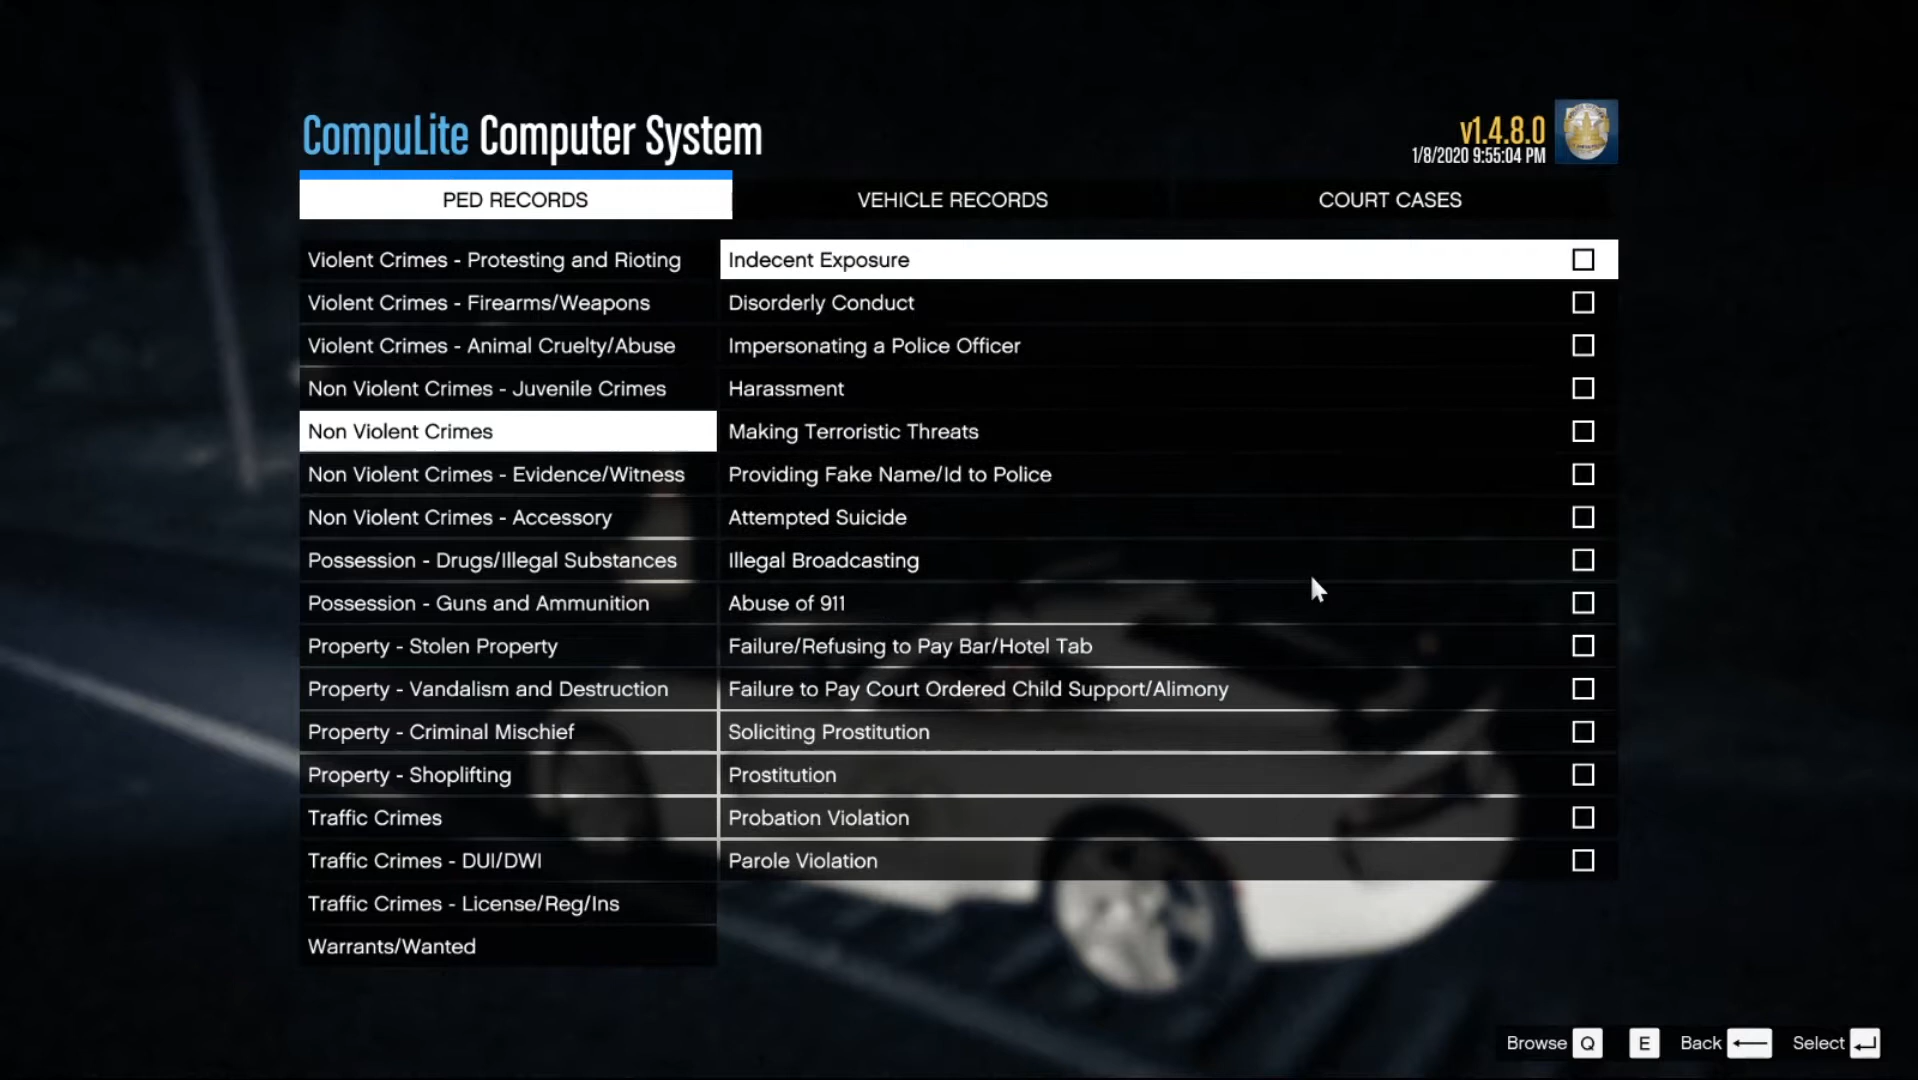 CompuLite Computer System
v1.4.8.0
1/8/2020 9:55:04 PM
PED RECORDS
VEHICLE RECORDS
COURT CASES
Violent Crimes - Protesting and Rioting
Violent Crimes - Firearms/Weapons
Violent Crimes - Animal Cruelty/Abuse
Non Violent Crimes - Juvenile Crimes
Non Violent Crimes
Non Violent Crimes - Evidence/Witness
Non Violent Crimes - Accessory
Possession - Drugs/Illegal Substances
Possession - Guns and Ammunition
Property - Stolen Property
Property - Vandalism and Destruction
Property - Criminal Mischief
Property - Shoplifting
Traffic Crimes
Traffic Crimes - DUI/DWI
Traffic Crimes - License/Reg/Ins
Warrants/Wanted
Indecent Exposure
Disorderly Conduct
Impersonating a Police Officer
Harassment
Making Terroristic Threats
Providing Fake Name/Id to Police
Attempted Suicide
Illegal Broadcasting
Abuse of 911
Failure/Refusing to Pay Bar/Hotel Tab
Failure to Pay Court Ordered Child Support/Alimony
Soliciting Prostitution
Prostitution
Probation Violation
Parole Violation
Browse Q E Back Select